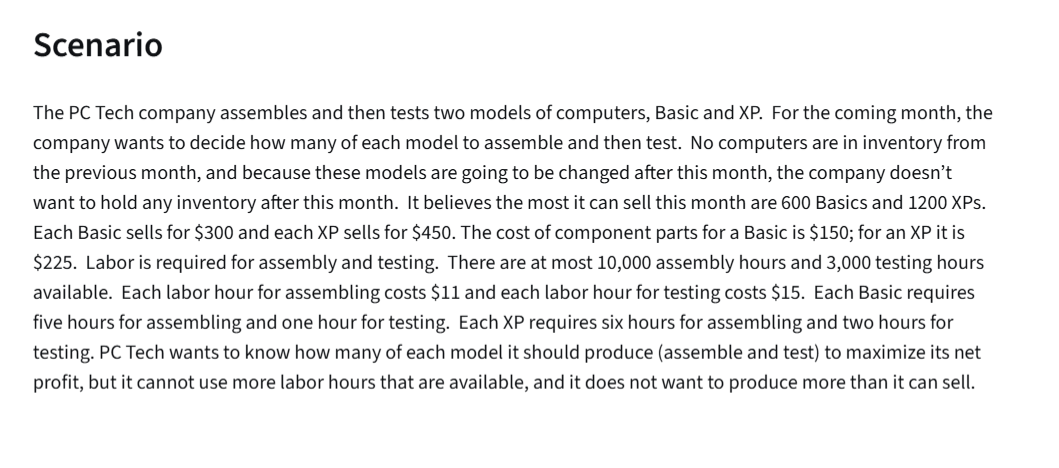 Scenario
The PC Tech company assembles and then tests two models of computers, Basic and XP.  For the coming month, the
company wants to decide how many of each model to assemble and then test.  No computers are in inventory from
the previous month, and because these models are going to be changed after this month, the company doesn’t
want to hold any inventory after this month.  It believes the most it can sell this month are 600 Basics and 1200 XPs.
Each Basic sells for $300 and each XP sells for $450. The cost of component parts for a Basic is $150; for an XP it is
$225.  Labor is required for assembly and testing.  There are at most 10,000 assembly hours and 3,000 testing hours
available.  Each labor hour for assembling costs $11 and each labor hour for testing costs $15.  Each Basic requires
five hours for assembling and one hour for testing.  Each XP requires six hours for assembling and two hours for
testing. PC Tech wants to know how many of each model it should produce (assemble and test) to maximize its net
profit, but it cannot use more labor hours that are available, and it does not want to produce more than it can sell.